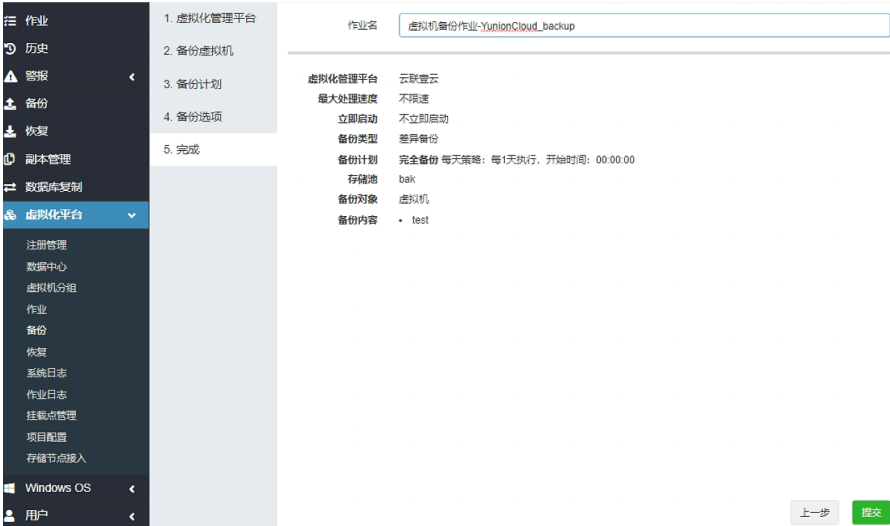 作业
历史
警报
备份
恢复
副本管理
数据库复制
虚拟化平台
注册管理
数据中心
虚拟机分组
作业
备份
恢复
系统日志
作业日志
挂载点管理
项目配置
存储节点接入
Windows OS
用户
1. 虚拟化管理平台
2. 备份虚拟机
3. 备份计划
4. 备份选项
5. 完成
作业名 虚拟机备份作业-YunionCloud_backup
虚拟化管理平台 云联壹云
最大处理速度 不限速
立即启动 不立即启动
备份类型 差异备份
备份计划 完全备份 每天策略：每1天执行，开始时间：00:00:00
存储池 bak
备份对象 虚拟机
备份内容 • test
上一步 提交